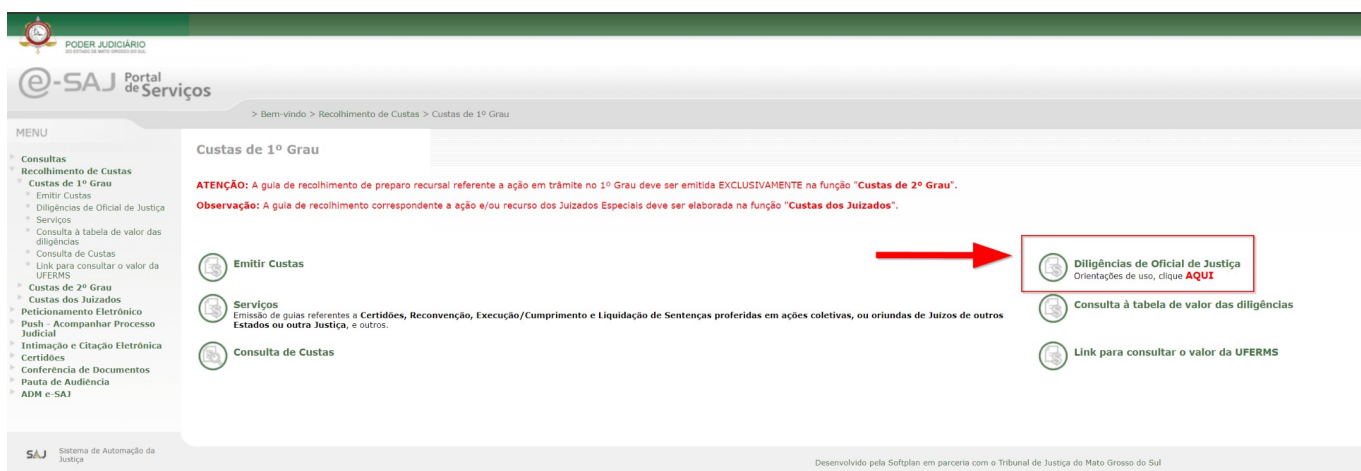 PODER JUDICIÁRIO
DO ESTADO DE MATO GROSSO DO SUL
e-SAJ Portal de Serviços
> Bem-vindo > Recolhimento de Custas > Custas de 1º Grau
MENU
Consultas
Recolhimento de Custas
Custas de 1º Grau
Emitir Custas
Diligências de Oficial de Justiça
Serviços
Consulta à tabela de valor das
diligências
Consulta de Custas
Link para consultar o valor da
UFERMS
Custas de 2º Grau
Custas dos Juizados
Peticionamento Eletrônico
Push - Acompanhar Processo
Judicial
Intimação e Citação Eletrônica
Certidões
Conferência de Documentos
Pauta de Audiência
ADM e-SAJ
Custas de 1º Grau
ATENÇÃO: A guia de recolhimento de preparo recursal referente a ação em trâmite no 1º Grau deve ser emitida EXCLUSIVAMENTE na função "Custas de 2º Grau".
Observação: A guia de recolhimento correspondente a ação e/ou recurso dos Juizados Especiais deve ser elaborada na função "Custas dos Juizados".
Emitir Custas
Diligências de Oficial de Justiça
Orientações de uso, clique AQUI
Serviços
Emissão de guias referentes a Certidões, Reconvenção, Execução/Cumprimento e Liquidação de Sentenças proferidas em ações coletivas, ou oriundas de Juízos de outros
Estados ou outra Justiça, e outros.
Consulta à tabela de valor das diligências
Consulta de Custas
Link para consultar o valor da UFERMS
SAJ Sistema de Automação da
Justiça
Desenvolvido pela Softplan em parceria com o Tribunal de Justiça do Mato Grosso do Sul